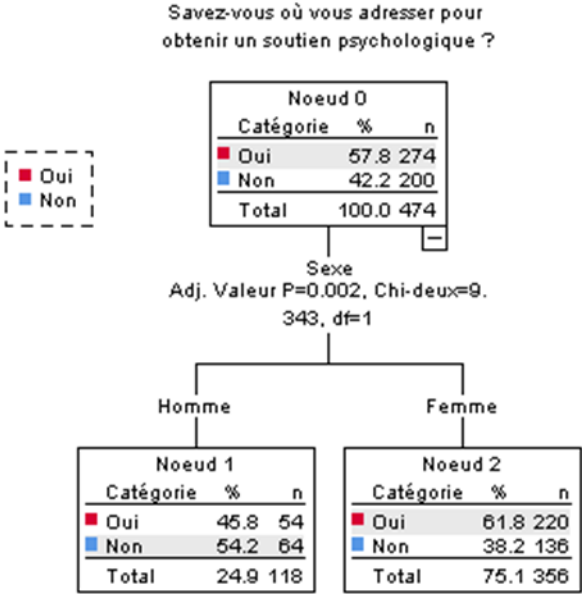 Savez-vous où vous adresser pour
obtenir un soutien psychologique ?
Oui
Non
Noeud 0
Catégorie % n
Oui 57.8 274
Non 42.2 200
Total 100.0 474
Sexe
Adj. Valeur P=0.002, Chi-deux=9.
343, df=1
Homme
Femme
Noeud 1
Catégorie % n
Oui 45.8 54
Non 54.2 64
Total 24.9 118
Noeud 2
Catégorie % n
Oui 61.8 220
Non 38.2 136
Total 75.1 356